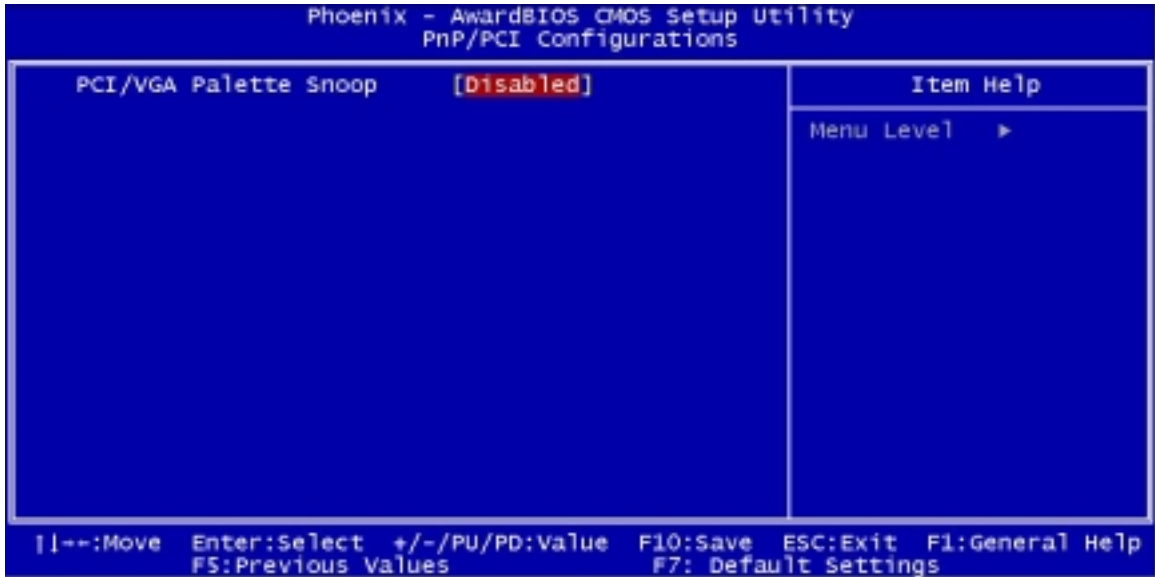 Phoenix - AwardBIOS CMOS Setup Utility
PnP/PCI Configurations
PCI/VGA Palette Snoop [Disabled]
Item Help
Menu Level ►
↑↓→←:Move Enter:Select +/-/PU/PD:Value F10:Save ESC:Exit F1:General Help
F5:Previous Values F7: Default Settings